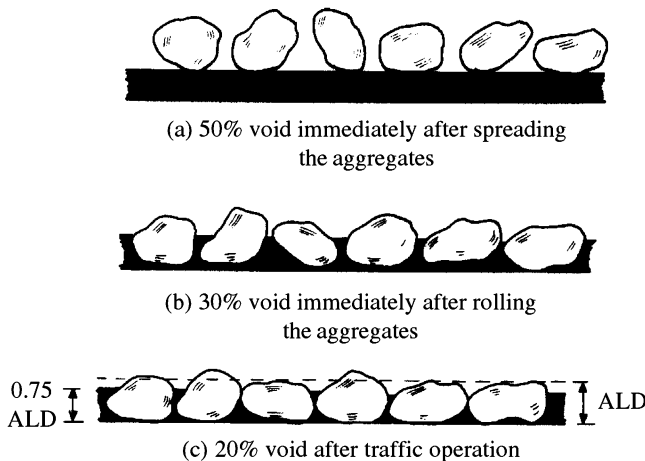 (a) 50% void immediately after spreading
the aggregates
(b) 30% void immediately after rolling
the aggregates
0.75
ALD
ALD
(c) 20% void after traffic operation